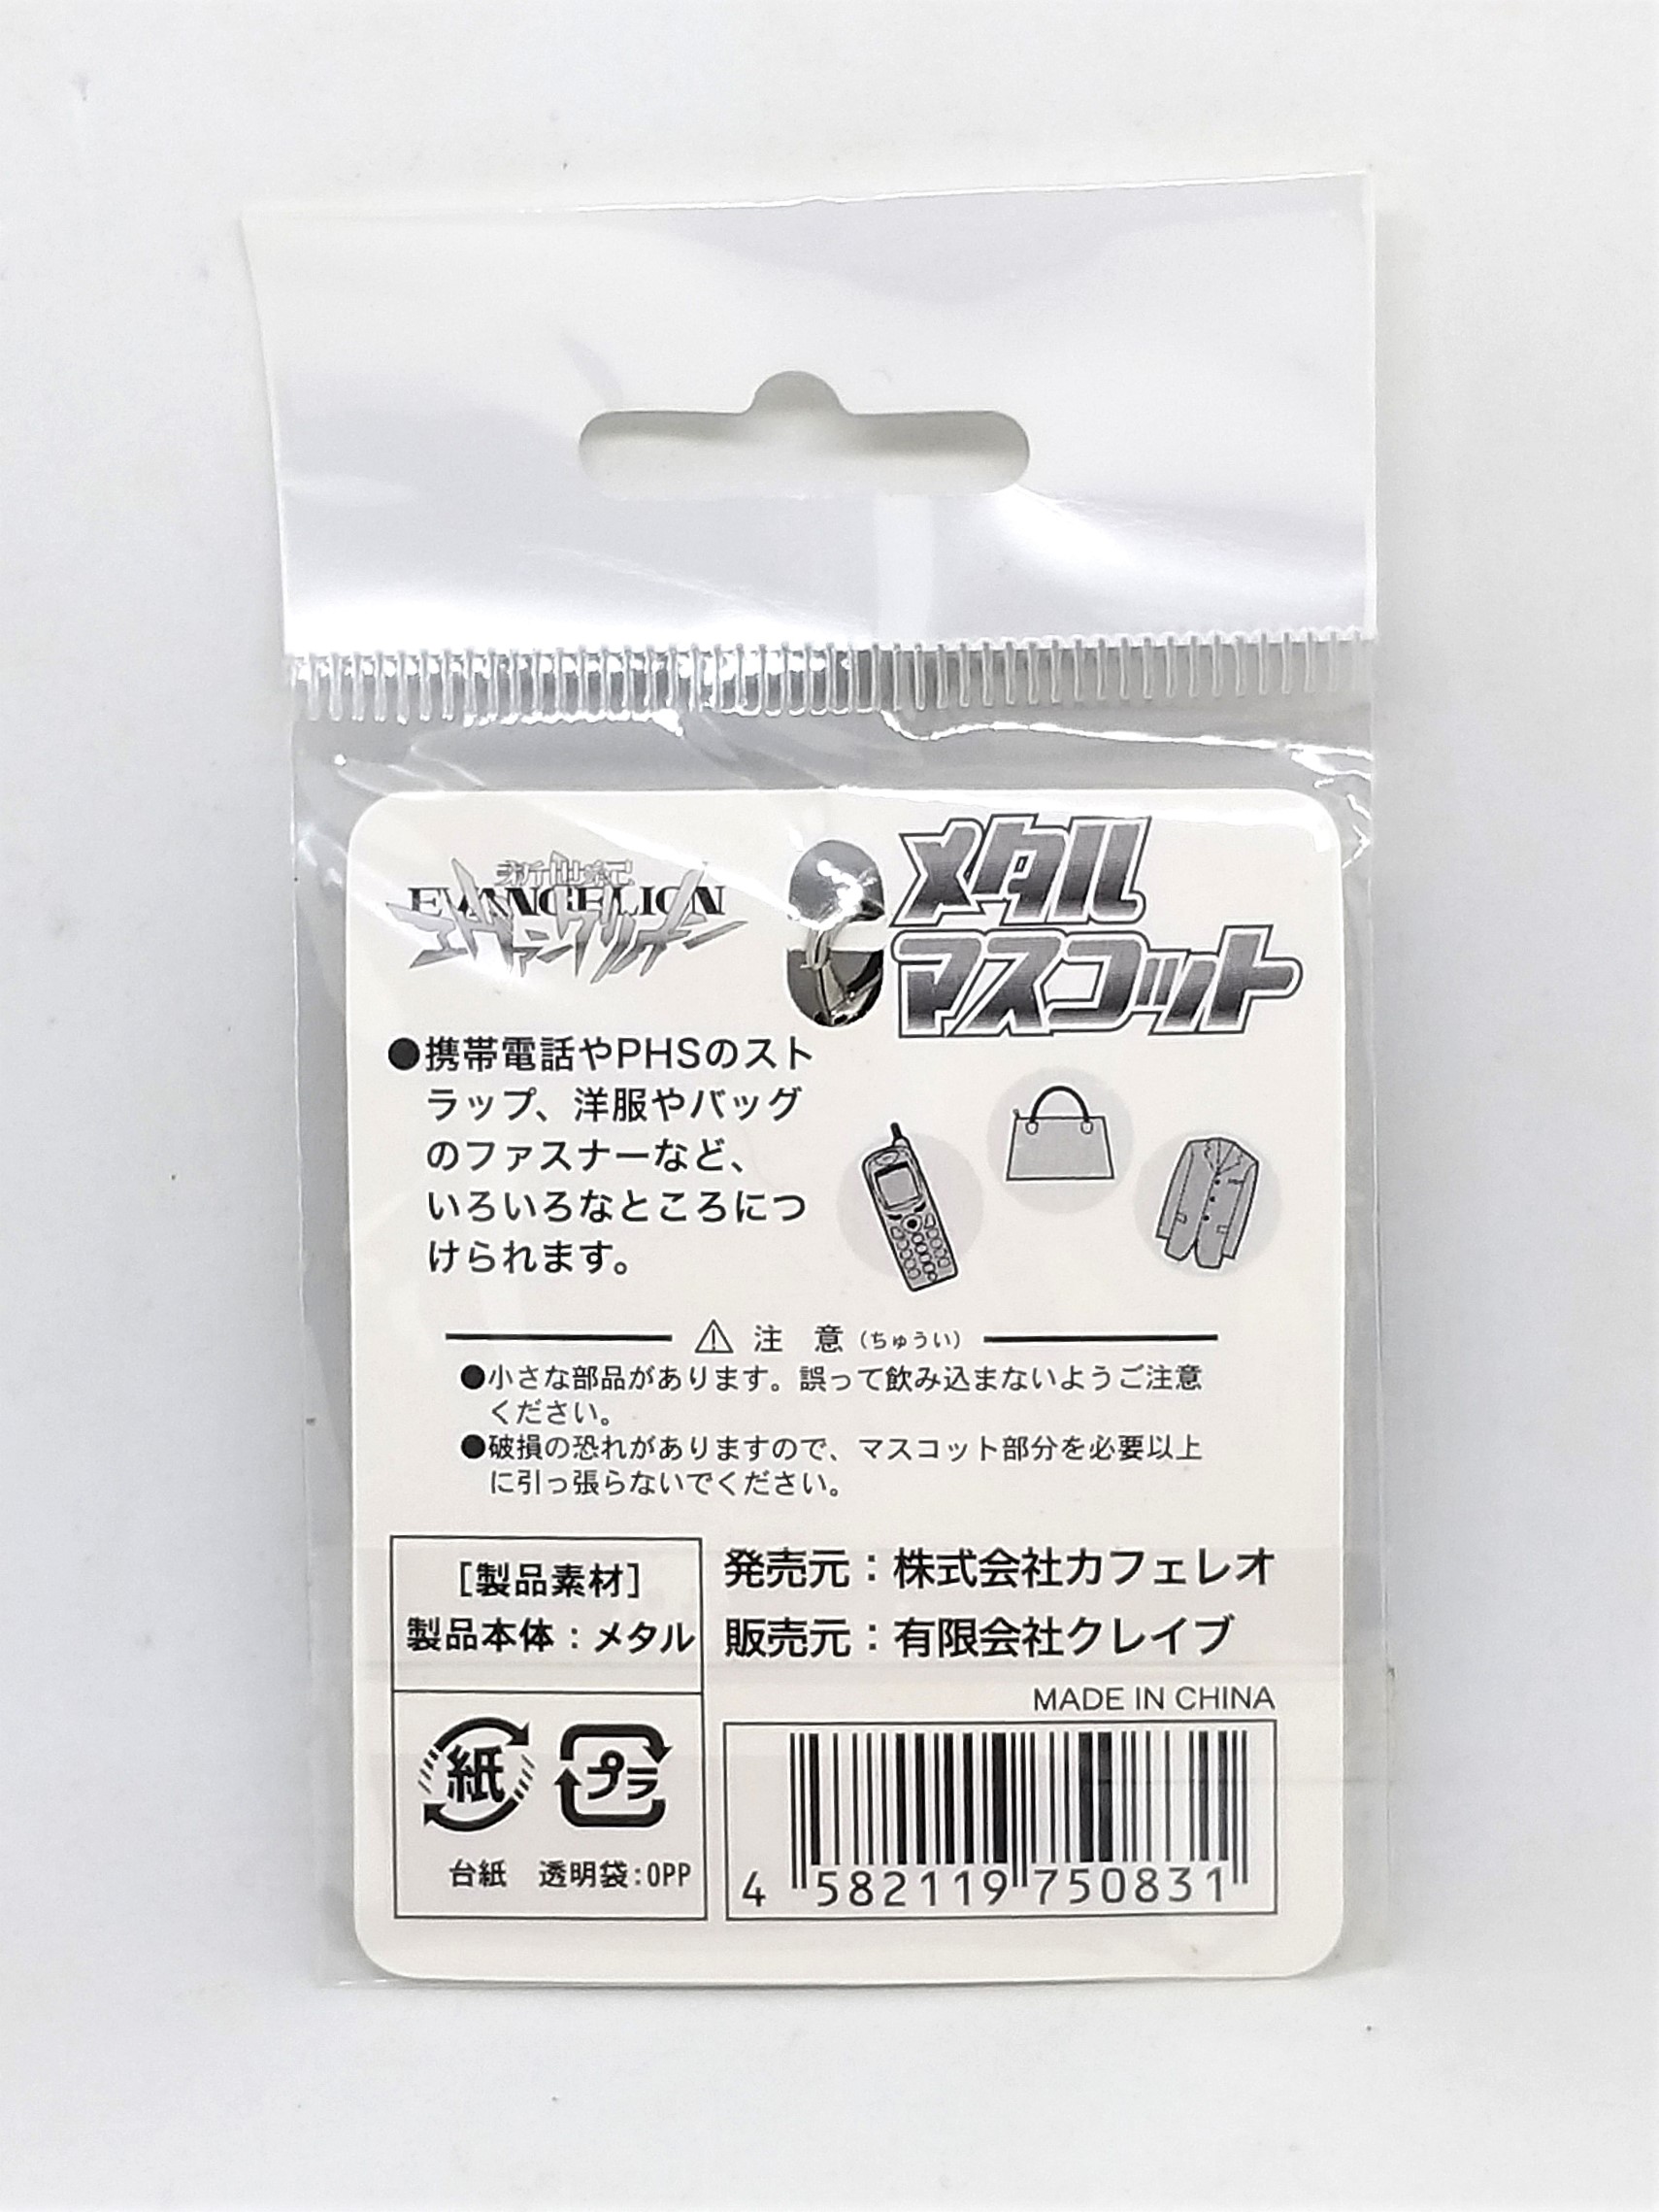 新世紀
EVANGELION
エヴァンゲリオン
メタル
マスコット
●携帯電話やPHSのスト
ラップ、洋服やバッグ
のファスナーなど、
いろいろなところにつ
けられます。
注 意(ちゅうい)
●小さな部品があります。誤って飲み込まないようご注意
ください。
●破損の恐れがありますので、マスコット部分を必要以上
に引っ張らないでください。
[製品素材]
製品本体:メタル
紙 プラ
台紙 透明袋:OPP
発売元:株式会社カフェレオ
販売元:有限会社クレイブ
MADE IN CHINA
4 582119 750831